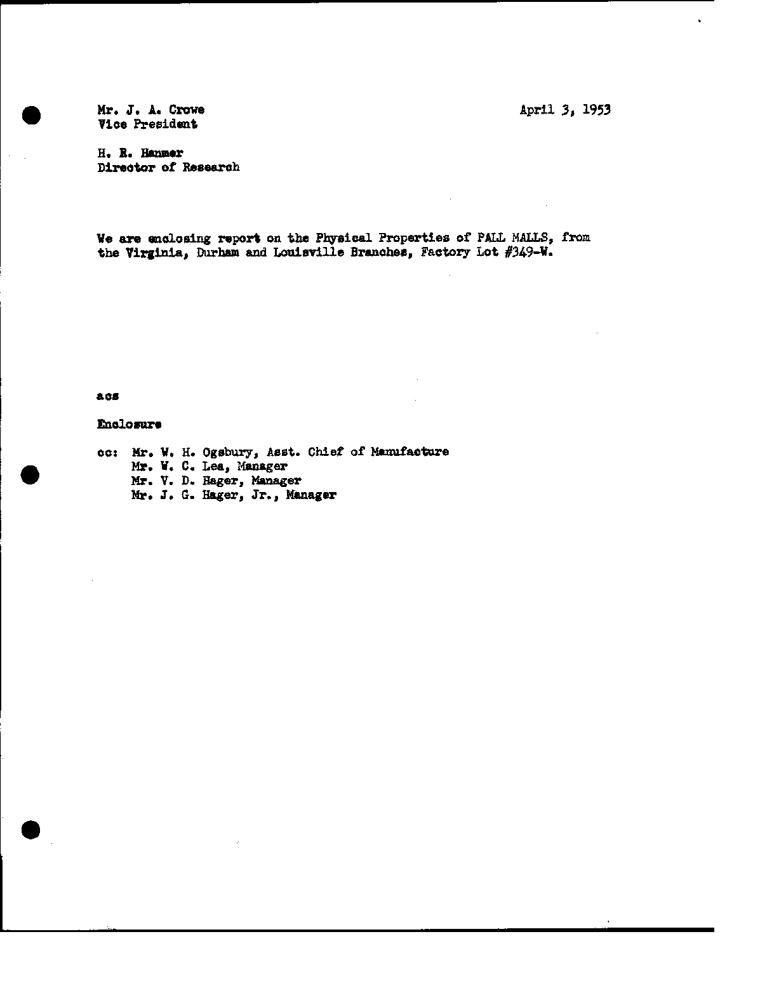 Mr. J. A. Crowe April 3, 1953
Vice President
H. R. Hanmer
Director of Research
We are enclosing report on the Physical Properties of PALL MALLS, from
the Virginia, Durham and Louisville Branches, Factory Lot #349-W.
acs
Enclosure
cc: Mr. W. H. Ogsbury, Asst. Chief of Manufacture
Mr. W. C. Lea, Manager
Mr. V. D. Hager, Manager
Mr. J. G. Hager, Jr., Manager